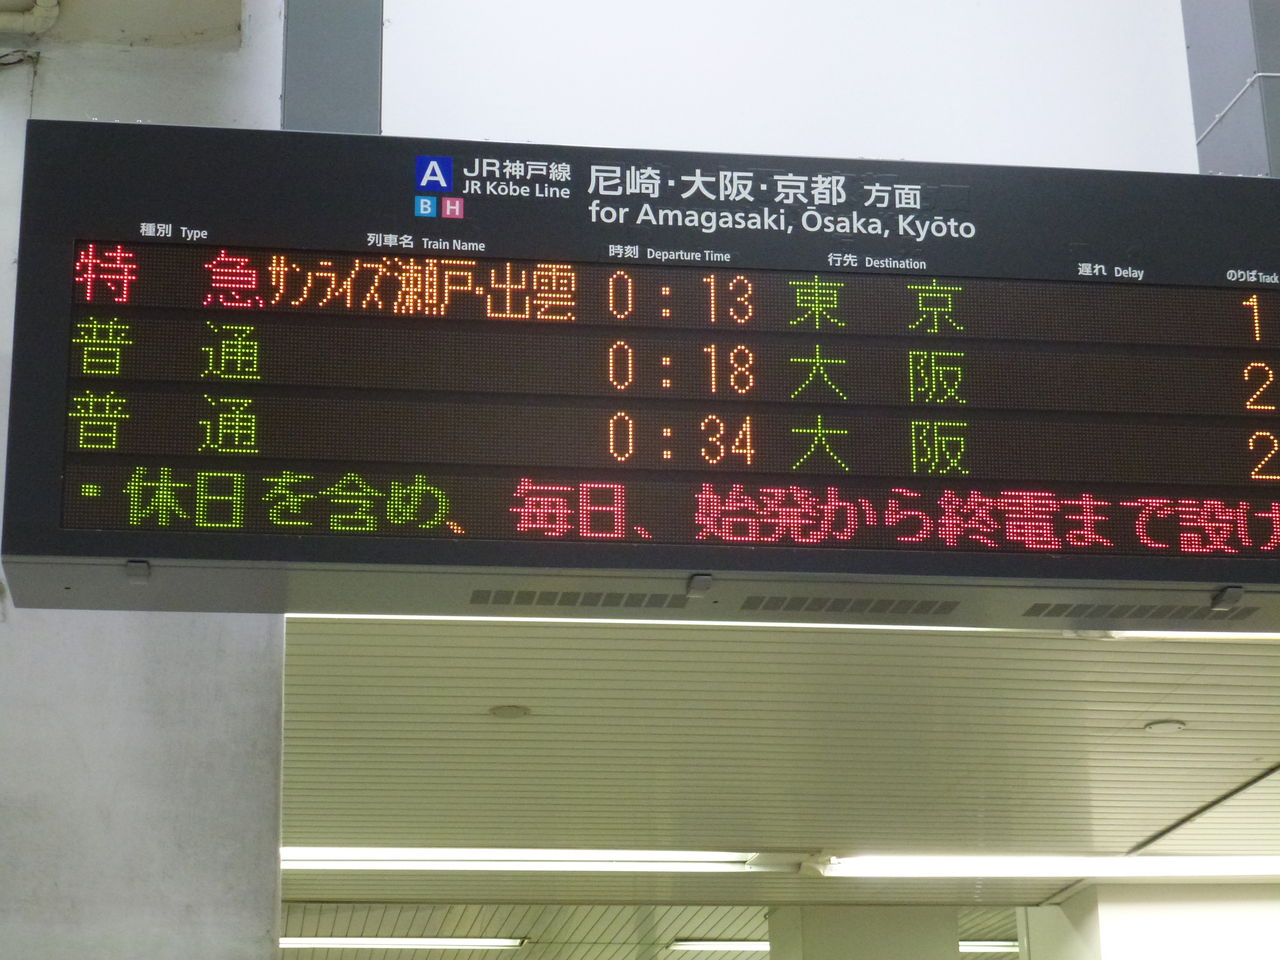 A JR神戸線 尼崎・大阪・京都 方面
B H JR Kōbe Line for Amagasaki, Ōsaka, Kyōto
種別 Type 列車名 Train Name 時刻 Departure Time 行先 Destination 遅れ Delay のりば Track
特急 サンライズ瀬戸・出雲 0:13 東京 1
普通 0:18 大阪 2
普通 0:34 大阪 2
・休日を含め、毎日、始発から終電まで設け